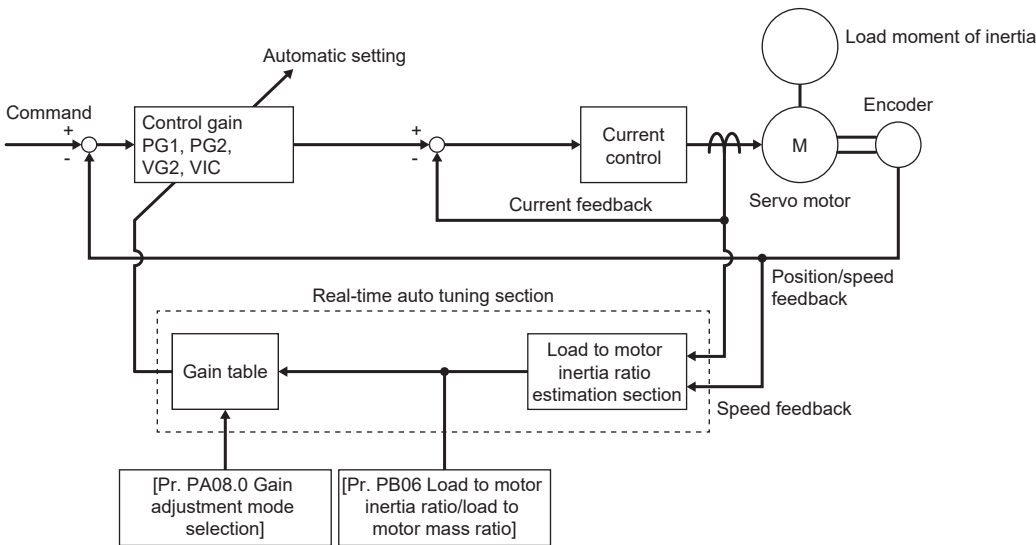 Load moment of inertia
Automatic setting
Command
Encoder
+
-
Control gain
PG1, PG2,
VG2, VIC
+
-
Current
control
M
Servo motor
Current feedback
Position/speed
feedback
Real-time auto tuning section
Gain table
Load to motor
inertia ratio
estimation section
Speed feedback
[Pr. PA08.0 Gain
adjustment mode
selection]
[Pr. PB06 Load to motor
inertia ratio/load to
motor mass ratio]